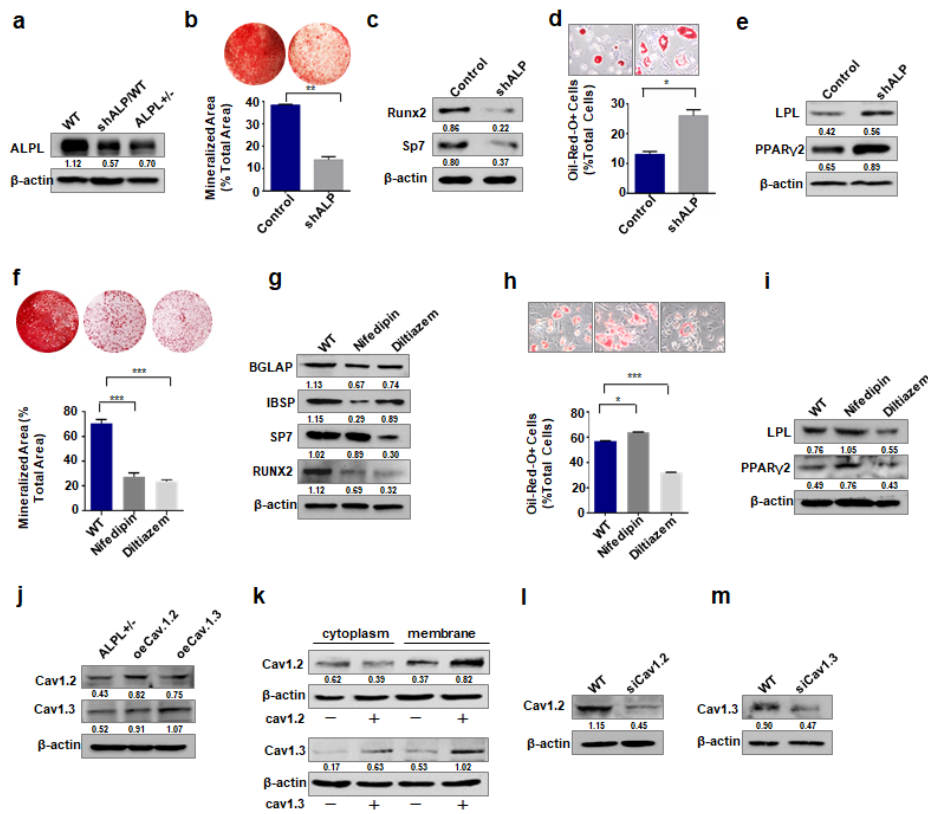 a
WT
shALP/WT
ALPL+/-
ALPL
1.12 0.57 0.70
β-actin
b
**
Mineralized Area
(% Total Area)
40
30
20
10
0
Control
shALP
c
Control
shALP
Runx2
0.86 0.22
Sp7
0.80 0.37
β-actin
d
*
Oil-Red-O+ Cells
(%Total Cells)
40
30
20
10
0
Control
shALP
e
Control
shALP
LPL
0.42 0.56
PPARγ2
0.65 0.89
β-actin
f
***
***
Mineralized Area (%
Total Area)
80
60
40
20
0
WT
Nifedipin
Diltiazem
g
WT
Nifedipin
Diltiazem
BGLAP
1.13 0.67 0.74
IBSP
1.15 0.29 0.89
SP7
1.02 0.89 0.30
RUNX2
1.12 0.69 0.32
β-actin
h
***
*
Oil-Red-O+ Cells
(%Total Cells)
80
60
40
20
0
WT
Nifedipin
Diltiazem
i
WT
Nifedipin
Diltiazem
LPL
0.76 1.05 0.55
PPARγ2
0.49 0.76 0.43
β-actin
j
ALPL+/-
oeCav.1.2
oeCav.1.3
Cav1.2
0.43 0.82 0.75
Cav1.3
0.52 0.91 1.07
β-actin
k
cytoplasm membrane
Cav1.2
0.62 0.39 0.37 0.82
β-actin
cav1.2 − + − +
Cav1.3
0.17 0.63 0.53 1.02
β-actin
cav1.3 − + − +
l
WT
siCav1.2
Cav1.2
1.15 0.45
β-actin
m
WT
siCav1.3
Cav1.3
0.90 0.47
β-actin